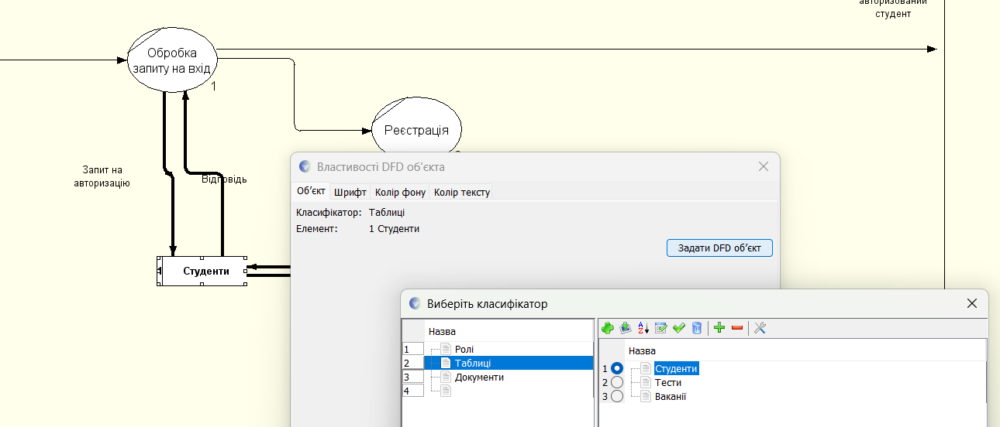 авторизований
студент
Обробка
запиту на вхід
1
Реєстрація
Запит на
авторизацію
Відповідь
1 Студенти
Властивості DFD об'єкта
Об'єкт Шрифт Колір фону Колір тексту
Класифікатор: Таблиці
Елемент: 1 Студенти
Задати DFD об'єкт
Виберіть класифікатор
Назва
1 Ролі
2 Таблиці
3 Документи
4
Назва
1 Студенти
2 Тести
3 Ваканії